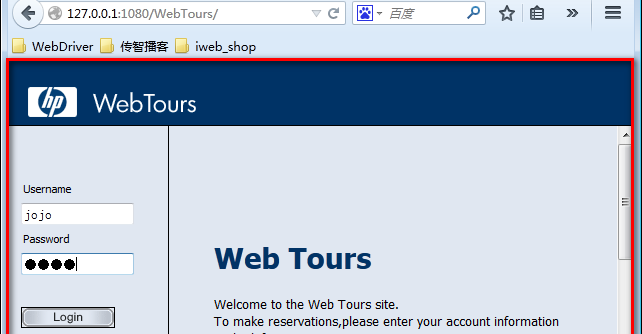 127.0.0.1:1080/WebTours/
百度
WebDriver 传智播客 iweb_shop
hp WebTours
Username
jojo
Password
Login
Web Tours
Welcome to the Web Tours site.
To make reservations,please enter your account information